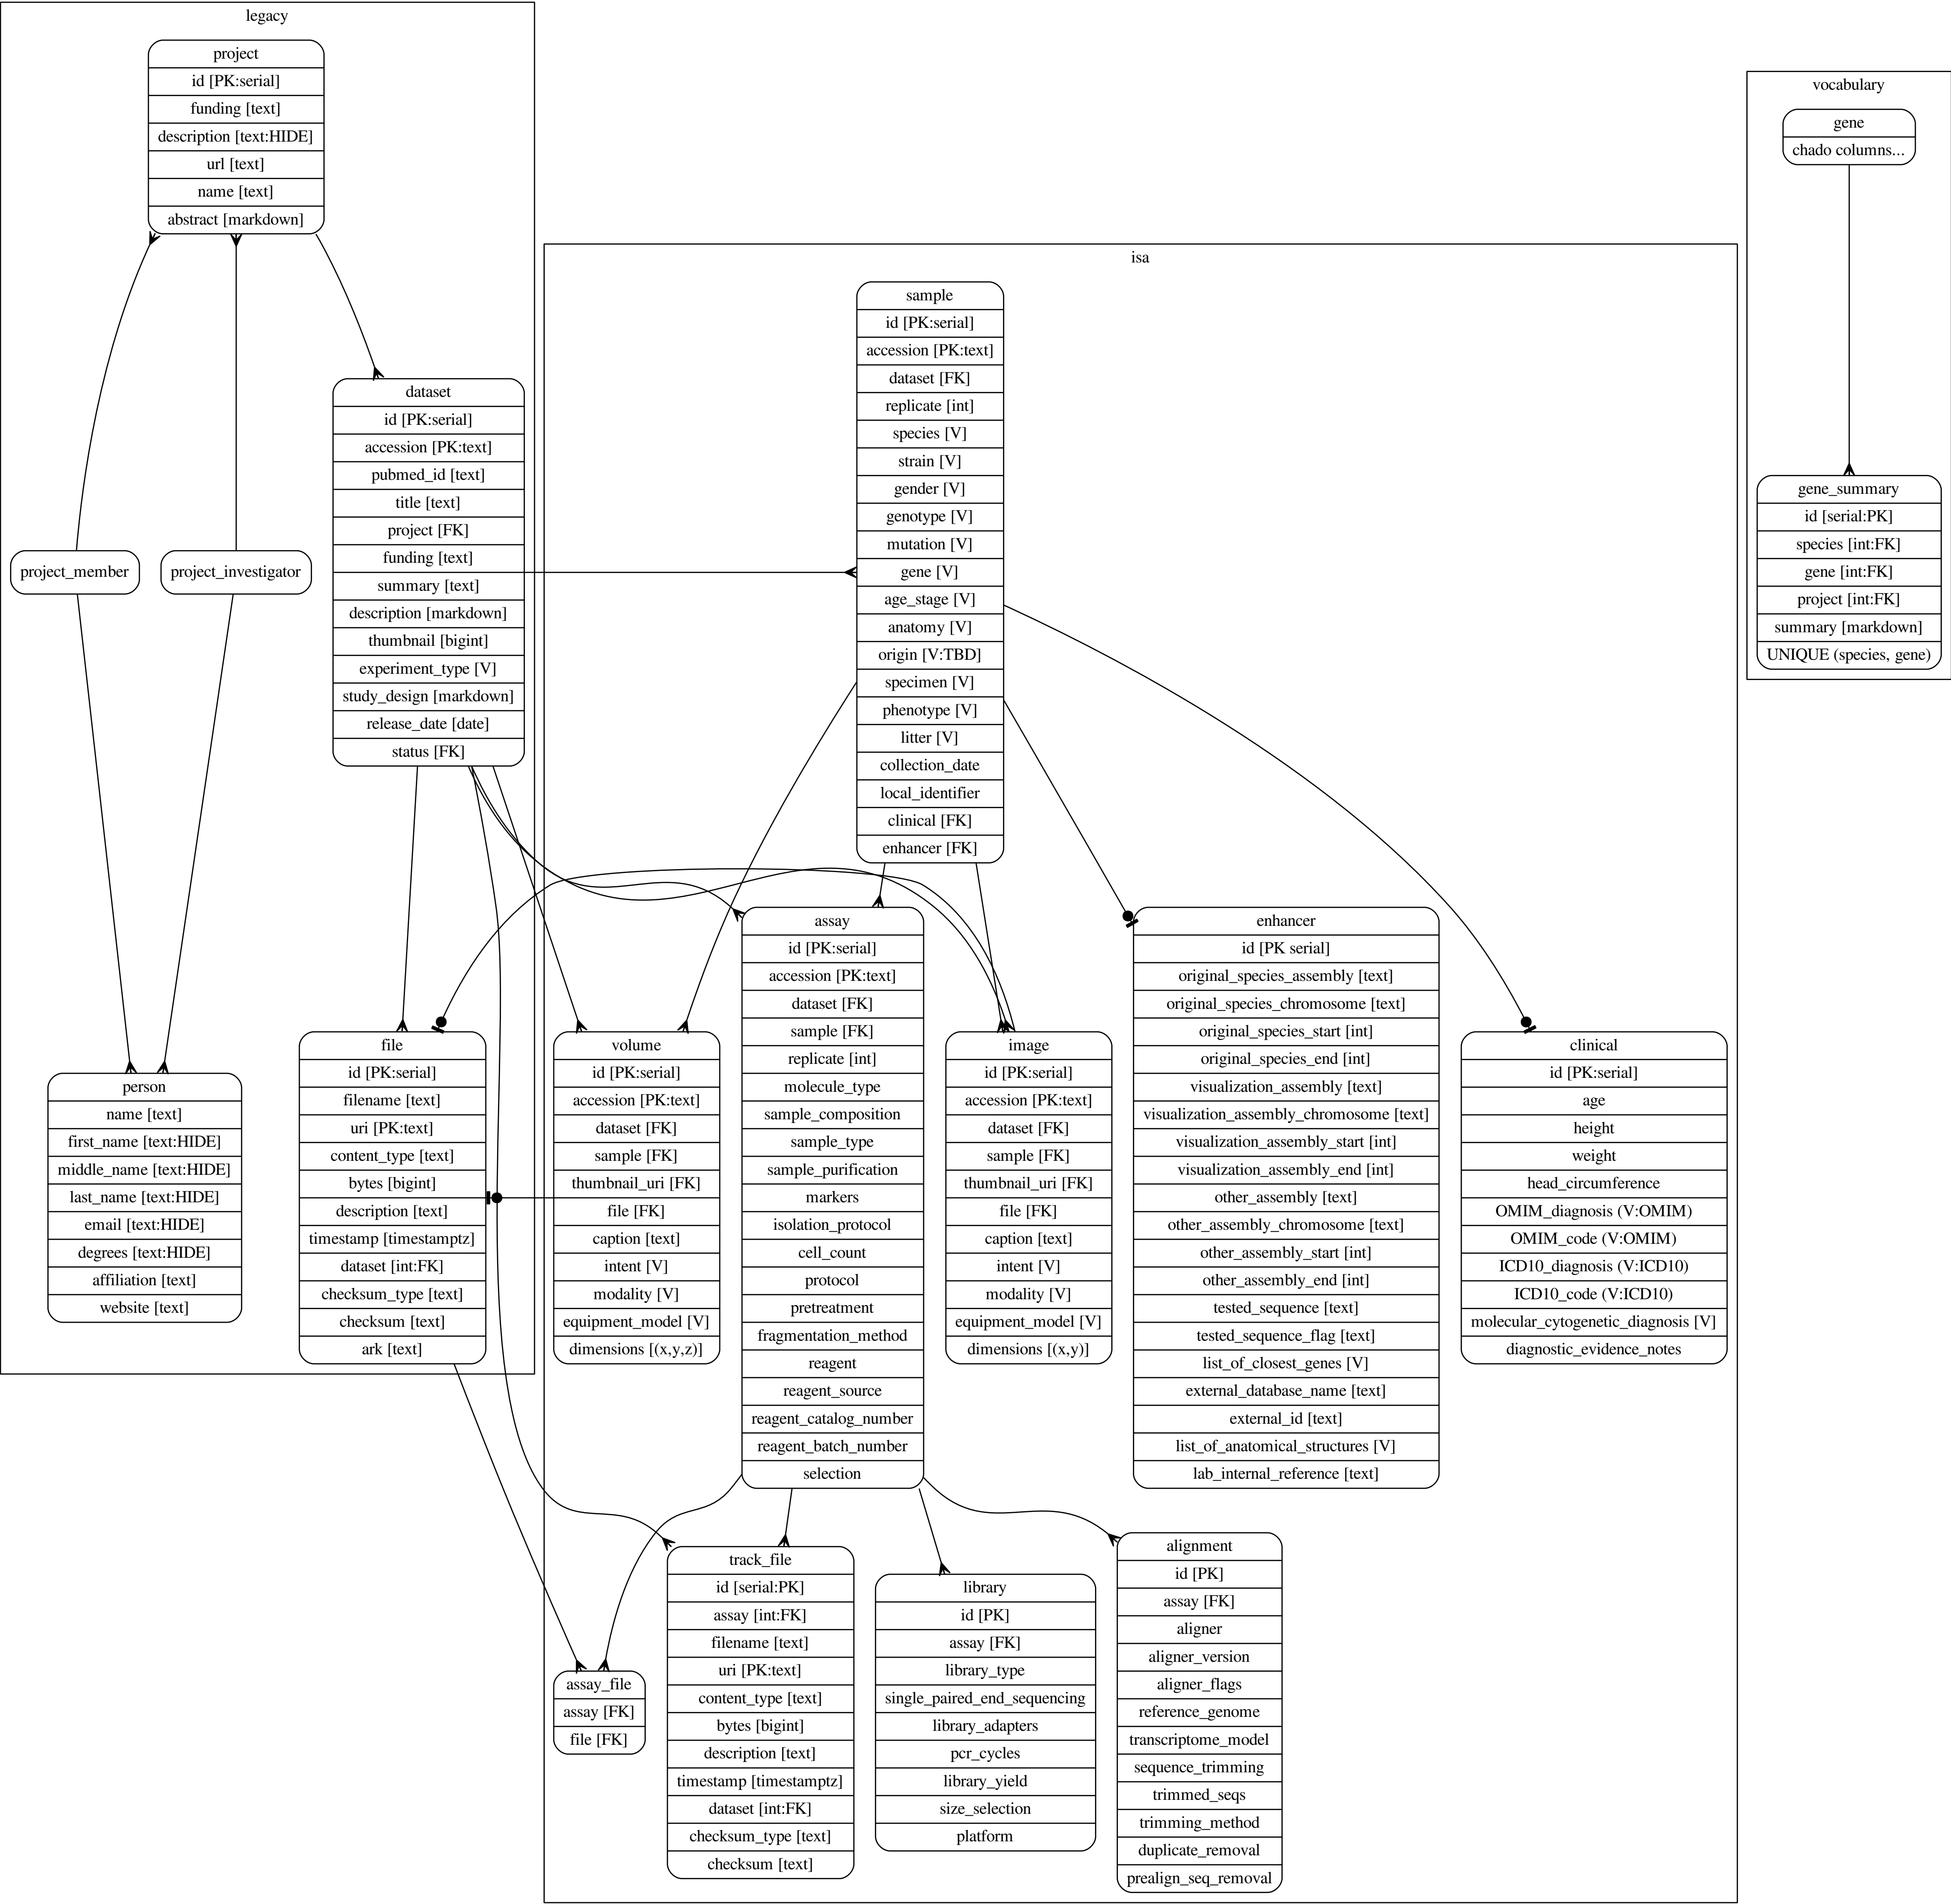 legacy
project
id [PK:serial]
funding [text]
description [text:HIDE]
url [text]
name [text]
abstract [markdown]
project_member
project_investigator
dataset
id [PK:serial]
accession [PK:text]
pubmed_id [text]
title [text]
project [FK]
funding [text]
summary [text]
description [markdown]
thumbnail [bigint]
experiment_type [V]
study_design [markdown]
release_date [date]
status [FK]
person
name [text]
first_name [text:HIDE]
middle_name [text:HIDE]
last_name [text:HIDE]
email [text:HIDE]
degrees [text:HIDE]
affiliation [text]
website [text]
file
id [PK:serial]
filename [text]
uri [PK:text]
content_type [text]
bytes [bigint]
description [text]
timestamp [timestamptz]
dataset [int:FK]
checksum_type [text]
checksum [text]
ark [text]
isa
sample
id [PK:serial]
accession [PK:text]
dataset [FK]
replicate [int]
species [V]
strain [V]
gender [V]
genotype [V]
mutation [V]
gene [V]
age_stage [V]
anatomy [V]
origin [V:TBD]
specimen [V]
phenotype [V]
litter [V]
collection_date
local_identifier
clinical [FK]
enhancer [FK]
volume
id [PK:serial]
accession [PK:text]
dataset [FK]
sample [FK]
thumbnail_uri [FK]
file [FK]
caption [text]
intent [V]
modality [V]
equipment_model [V]
dimensions [(x,y,z)]
assay
id [PK:serial]
accession [PK:text]
dataset [FK]
sample [FK]
replicate [int]
molecule_type
sample_composition
sample_type
sample_purification
markers
isolation_protocol
cell_count
protocol
pretreatment
fragmentation_method
reagent
reagent_source
reagent_catalog_number
reagent_batch_number
selection
image
id [PK:serial]
accession [PK:text]
dataset [FK]
sample [FK]
thumbnail_uri [FK]
file [FK]
caption [text]
intent [V]
modality [V]
equipment_model [V]
dimensions [(x,y)]
enhancer
id [PK serial]
original_species_assembly [text]
original_species_chromosome [text]
original_species_start [int]
original_species_end [int]
visualization_assembly [text]
visualization_assembly_chromosome [text]
visualization_assembly_start [int]
visualization_assembly_end [int]
other_assembly [text]
other_assembly_chromosome [text]
other_assembly_start [int]
other_assembly_end [int]
tested_sequence [text]
tested_sequence_flag [text]
list_of_closest_genes [V]
external_database_name [text]
external_id [text]
list_of_anatomical_structures [V]
lab_internal_reference [text]
clinical
id [PK:serial]
age
height
weight
head_circumference
OMIM_diagnosis (V:OMIM)
OMIM_code (V:OMIM)
ICD10_diagnosis (V:ICD10)
ICD10_code (V:ICD10)
molecular_cytogenetic_diagnosis [V]
diagnostic_evidence_notes
assay_file
assay [FK]
file [FK]
track_file
id [serial:PK]
assay [int:FK]
filename [text]
uri [PK:text]
content_type [text]
bytes [bigint]
description [text]
timestamp [timestamptz]
dataset [int:FK]
checksum_type [text]
checksum [text]
library
id [PK]
assay [FK]
library_type
single_paired_end_sequencing
library_adapters
pcr_cycles
library_yield
size_selection
platform
alignment
id [PK]
assay [FK]
aligner
aligner_version
aligner_flags
reference_genome
transcriptome_model
sequence_trimming
trimmed_seqs
trimming_method
duplicate_removal
prealign_seq_removal
vocabulary
gene
chado columns...
gene_summary
id [serial:PK]
species [int:FK]
gene [int:FK]
project [int:FK]
summary [markdown]
UNIQUE (species, gene)